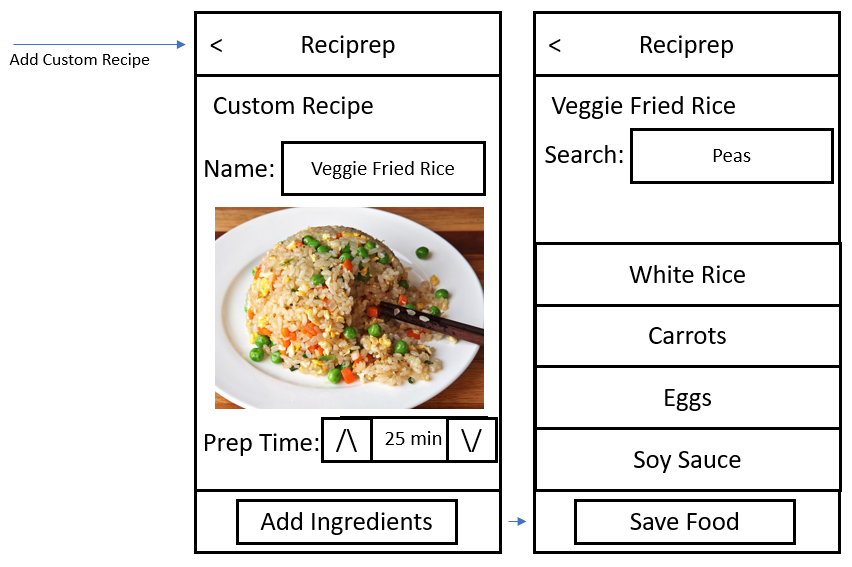 Add Custom Recipe
< Reciprep
Custom Recipe
Name: Veggie Fried Rice
Prep Time: /\ 25 min \/
Add Ingredients
< Reciprep
Veggie Fried Rice
Search: Peas
White Rice
Carrots
Eggs
Soy Sauce
Save Food